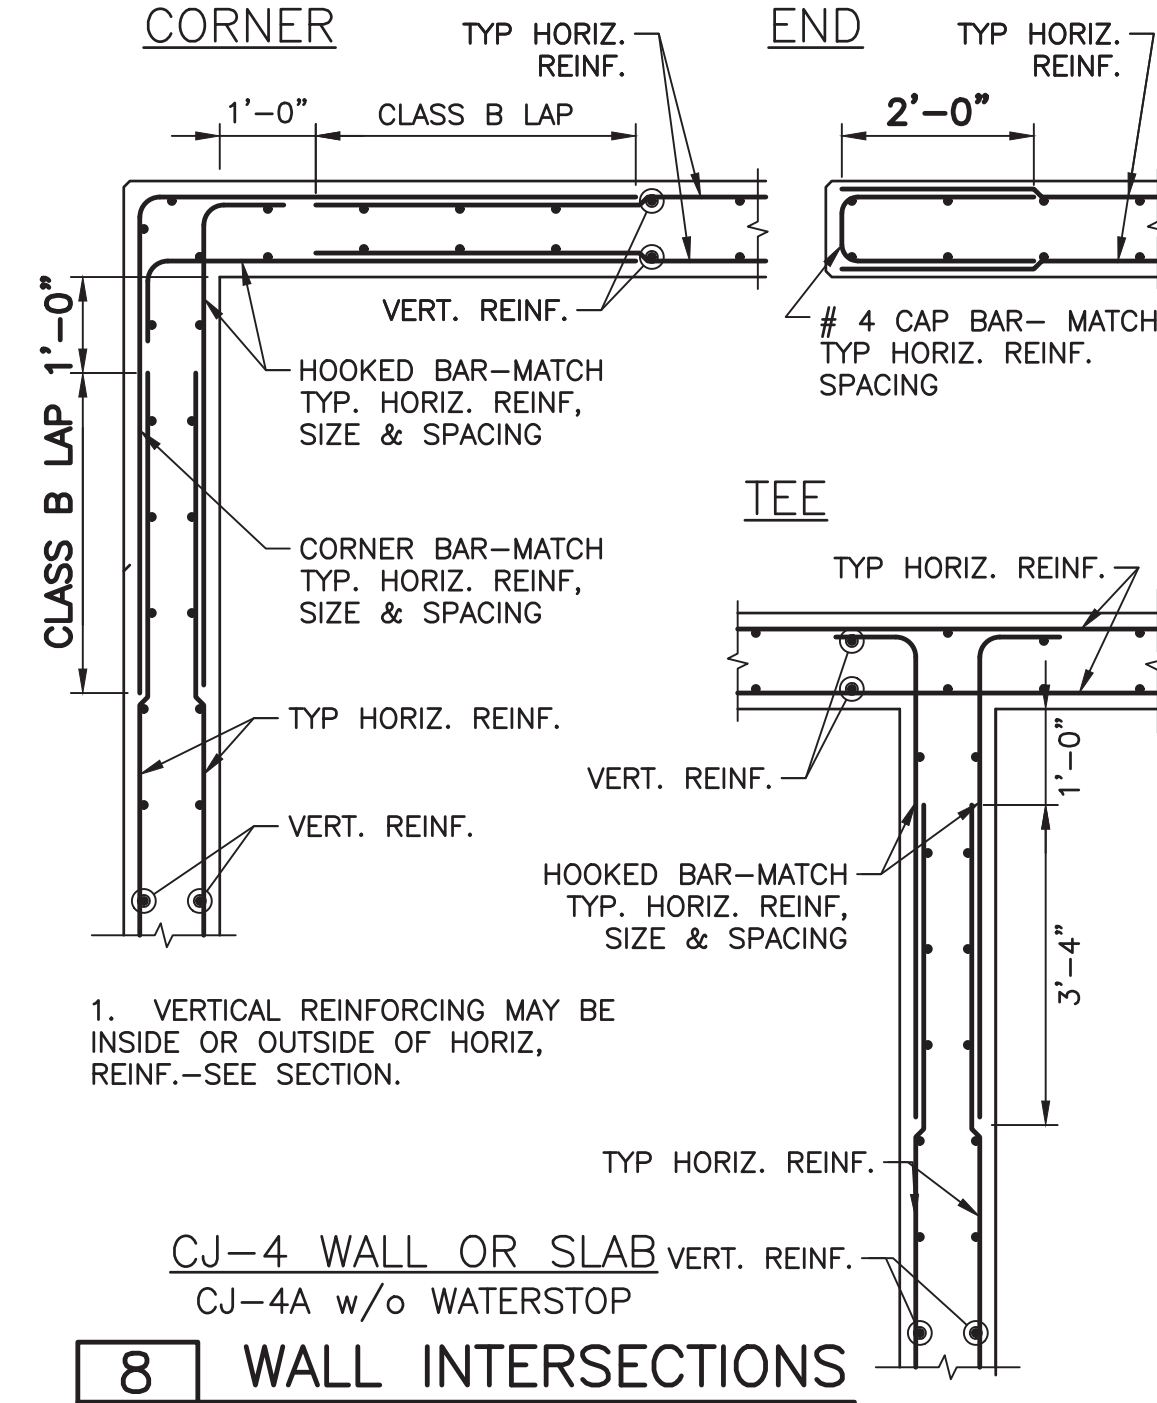 CORNER
TYP HORIZ.
REINF.
1'-0"
CLASS B LAP
END
TYP HORIZ.
REINF.
2'-0"
VERT. REINF.
# 4 CAP BAR- MATCH
TYP HORIZ. REINF.
SPACING
1'-0"
CLASS B LAP
HOOKED BAR-MATCH
TYP. HORIZ. REINF,
SIZE & SPACING
CORNER BAR-MATCH
TYP. HORIZ. REINF,
SIZE & SPACING
TYP HORIZ. REINF.
VERT. REINF.
TEE
TYP HORIZ. REINF.
VERT. REINF.
1'-0"
HOOKED BAR-MATCH
TYP. HORIZ. REINF,
SIZE & SPACING
3'-4"
TYP HORIZ. REINF.
VERT. REINF.
1. VERTICAL REINFORCING MAY BE
INSIDE OR OUTSIDE OF HORIZ,
REINF.-SEE SECTION.
CJ-4 WALL OR SLAB
CJ-4A w/o WATERSTOP
8 WALL INTERSECTIONS